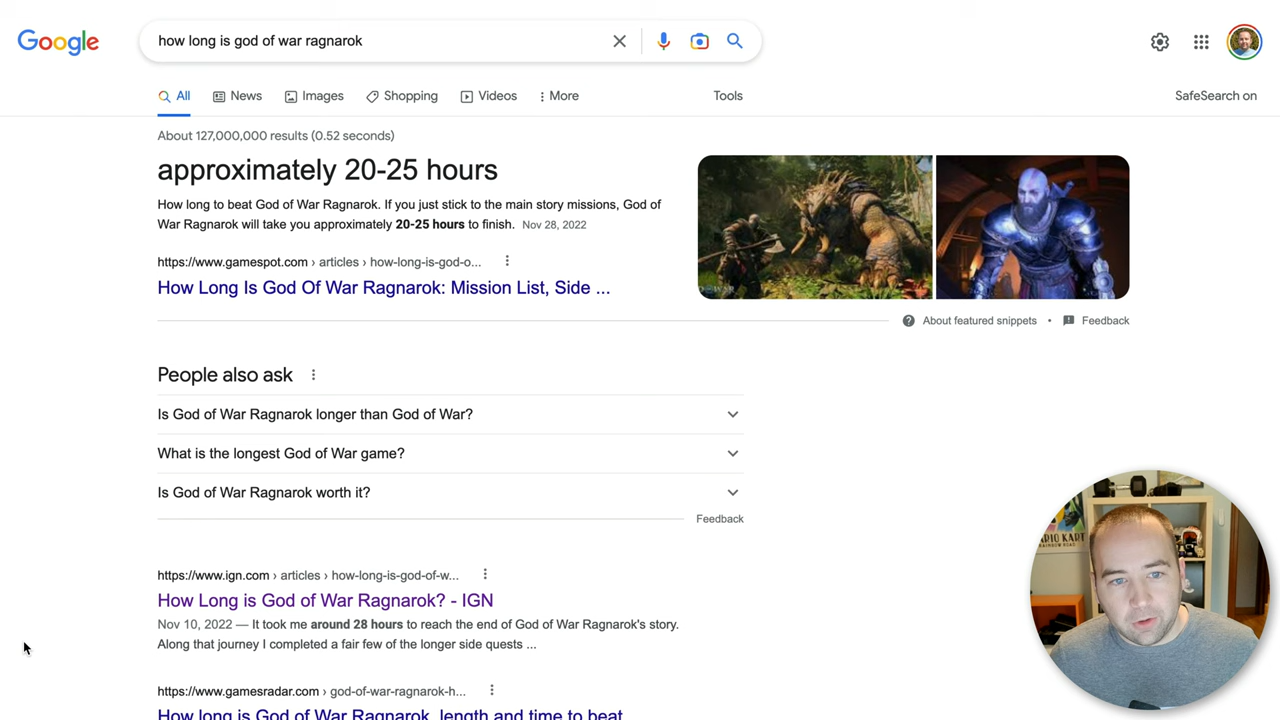 Google
how long is god of war ragnarok
All
News
Images
Shopping
Videos
More
Tools
SafeSearch on
About 127,000,000 results (0.52 seconds)
approximately 20-25 hours
How long to beat God of War Ragnarok. If you just stick to the main story missions, God of
War Ragnarok will take you approximately 20-25 hours to finish. Nov 28, 2022
https://www.gamespot.com › articles › how-long-is-god-o...
How Long Is God Of War Ragnarok: Mission List, Side ...
About featured snippets • Feedback
People also ask
Is God of War Ragnarok longer than God of War?
What is the longest God of War game?
Is God of War Ragnarok worth it?
Feedback
https://www.ign.com › articles › how-long-is-god-of-w...
How Long is God of War Ragnarok? - IGN
Nov 10, 2022 — It took me around 28 hours to reach the end of God of War Ragnarok's story.
Along that journey I completed a fair few of the longer side quests ...
https://www.gamesradar.com › god-of-war-ragnarok-h...
How long is God of War Ragnarok, length and time to beat
ARIO KART